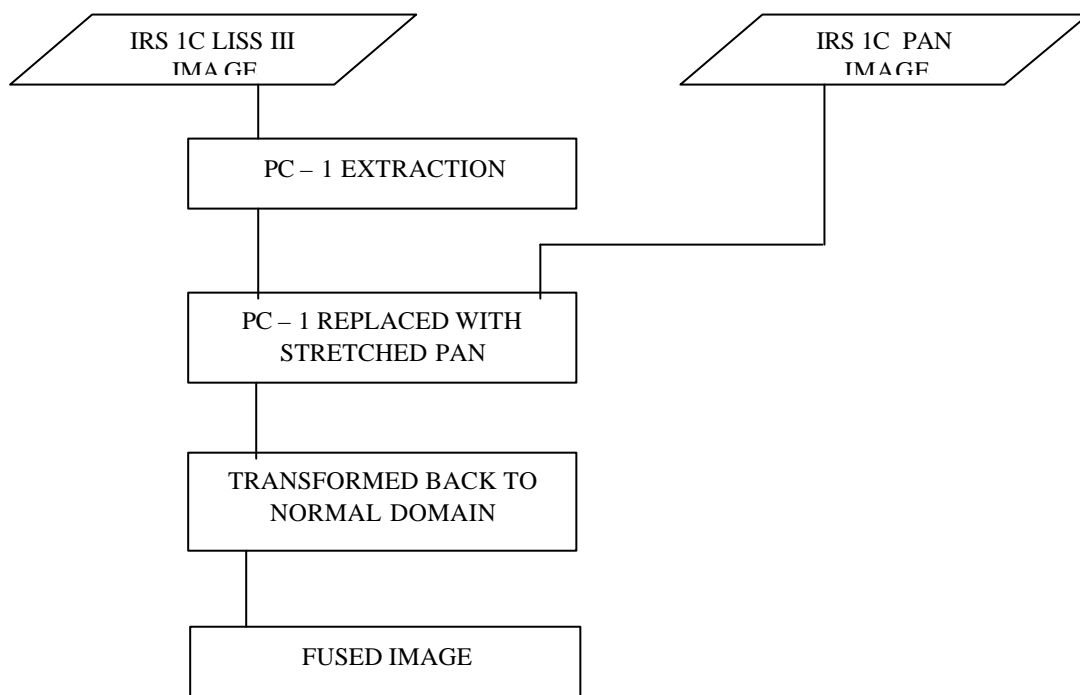 IRS 1C LISS III
IMAGE
IRS 1C PAN
IMAGE
PC – 1 EXTRACTION
PC – 1 REPLACED WITH
STRETCHED PAN
TRANSFORMED BACK TO
NORMAL DOMAIN
FUSED IMAGE